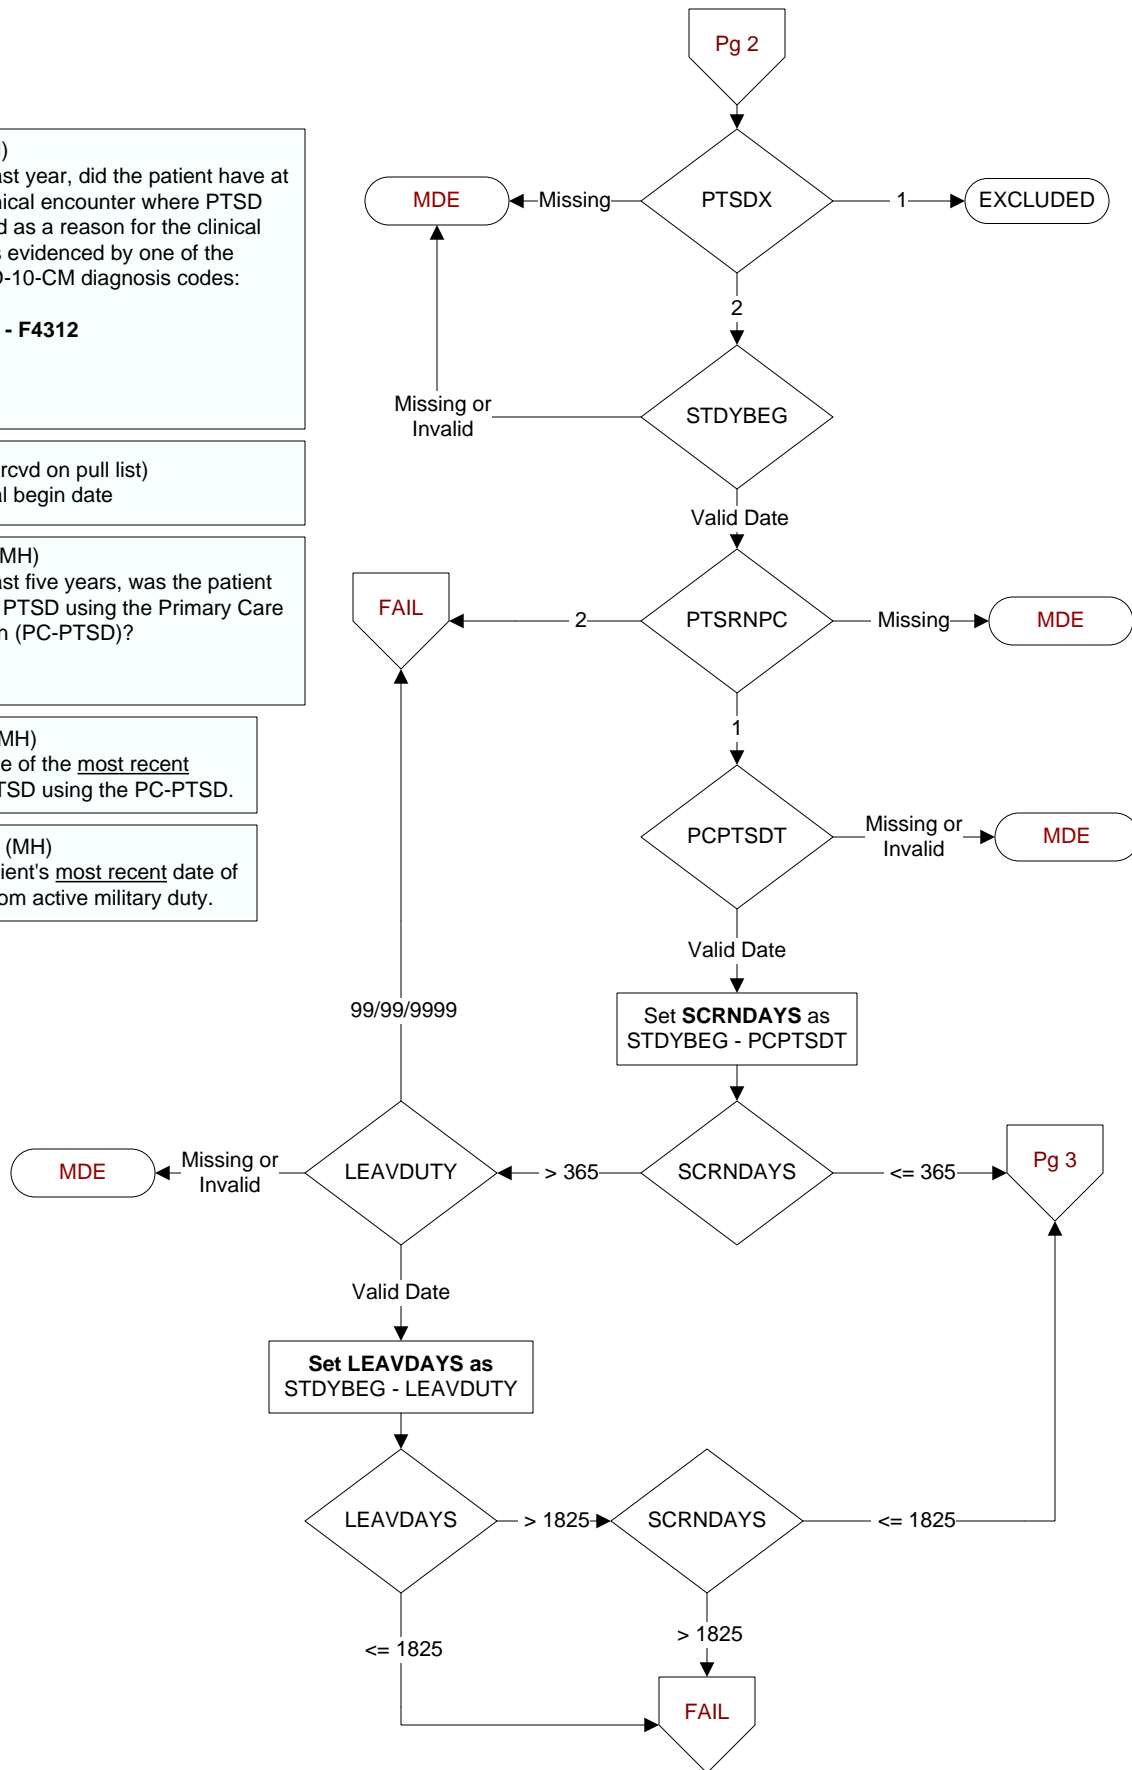 Pg 2
)
ast year, did the patient have at
nical encounter where PTSD
d as a reason for the clinical
s evidenced by one of the
D-10-CM diagnosis codes:
- F4312
MDE
Missing
PTSDX
1
EXCLUDED
2
Missing or
Invalid
STDYBEG
rcvd on pull list)
al begin date
Valid Date
MH)
ast five years, was the patient
PTSD using the Primary Care
n (PC-PTSD)?
FAIL
2
PTSRNPC
Missing
MDE
1
MH)
e of the most recent
TSD using the PC-PTSD.
PCPTSDT
Missing or
Invalid
MDE
(MH)
ient's most recent date of
om active military duty.
Valid Date
99/99/9999
Set SCRNDAYS as
STDYBEG - PCPTSDT
MDE
Missing or
Invalid
LEAVDUTY
> 365
SCRNDAYS
<= 365
Pg 3
Valid Date
Set LEAVDAYS as
STDYBEG - LEAVDUTY
LEAVDAYS
> 1825
SCRNDAYS
<= 1825
<= 1825
> 1825
FAIL